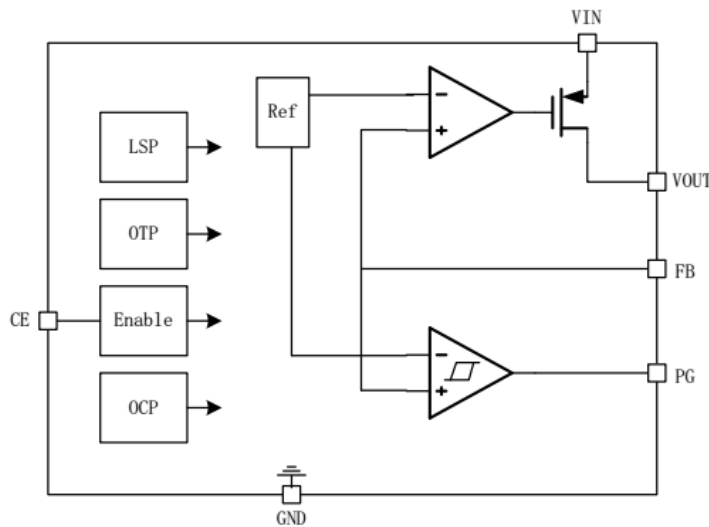 VIN
Ref
−
LSP
+
VOUT
OTP
FB
CE
Enable
−
PG
+
OCP
GND